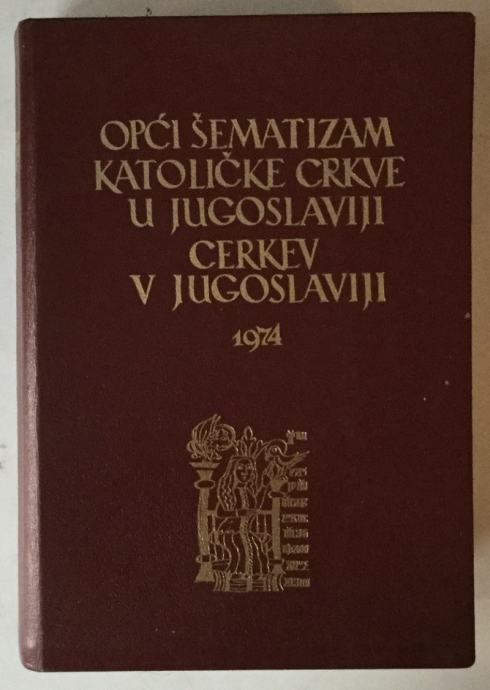 OPĆI ŠEMATIZAM
KATOLIČKE CRKVE
U JUGOSLAVIJI
CERKEV
V JUGOSLAVIJI
1974